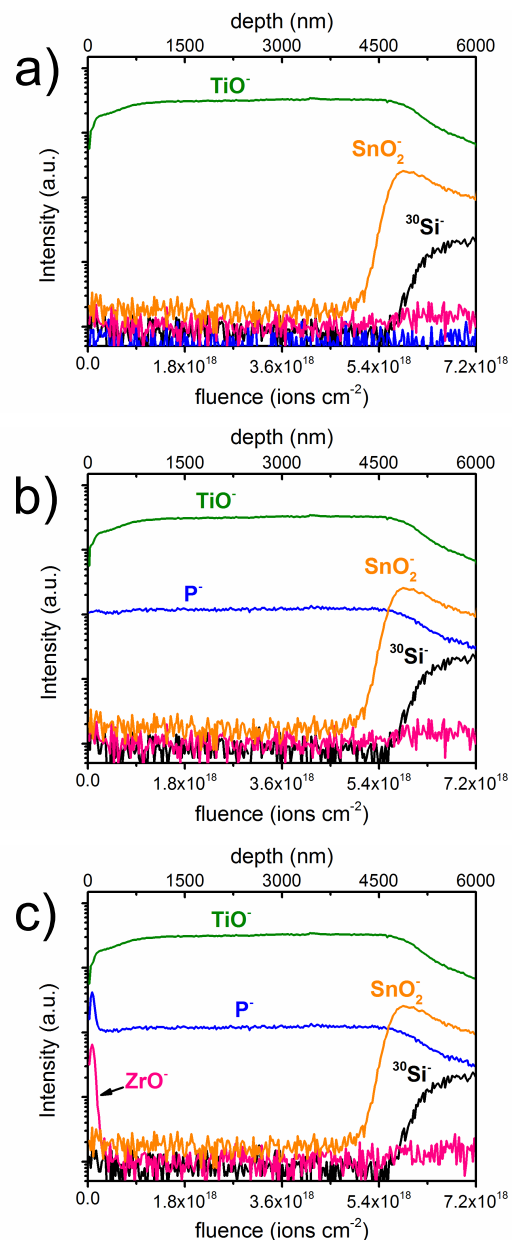 depth (nm)
0 1500 3000 4500 6000
a)
TiO⁻
SnO₂⁻
³⁰Si⁻
Intensity (a.u.)
0.0 1.8x10¹⁸ 3.6x10¹⁸ 5.4x10¹⁸ 7.2x10¹⁸
fluence (ions cm⁻²)
depth (nm)
0 1500 3000 4500 6000
b)
TiO⁻
SnO₂⁻
P⁻
³⁰Si⁻
Intensity (a.u.)
0.0 1.8x10¹⁸ 3.6x10¹⁸ 5.4x10¹⁸ 7.2x10¹⁸
fluence (ions cm⁻²)
depth (nm)
0 1500 3000 4500 6000
c)
TiO⁻
SnO₂⁻
P⁻
ZrO⁻
³⁰Si⁻
Intensity (a.u.)
0.0 1.8x10¹⁸ 3.6x10¹⁸ 5.4x10¹⁸ 7.2x10¹⁸
fluence (ions cm⁻²)